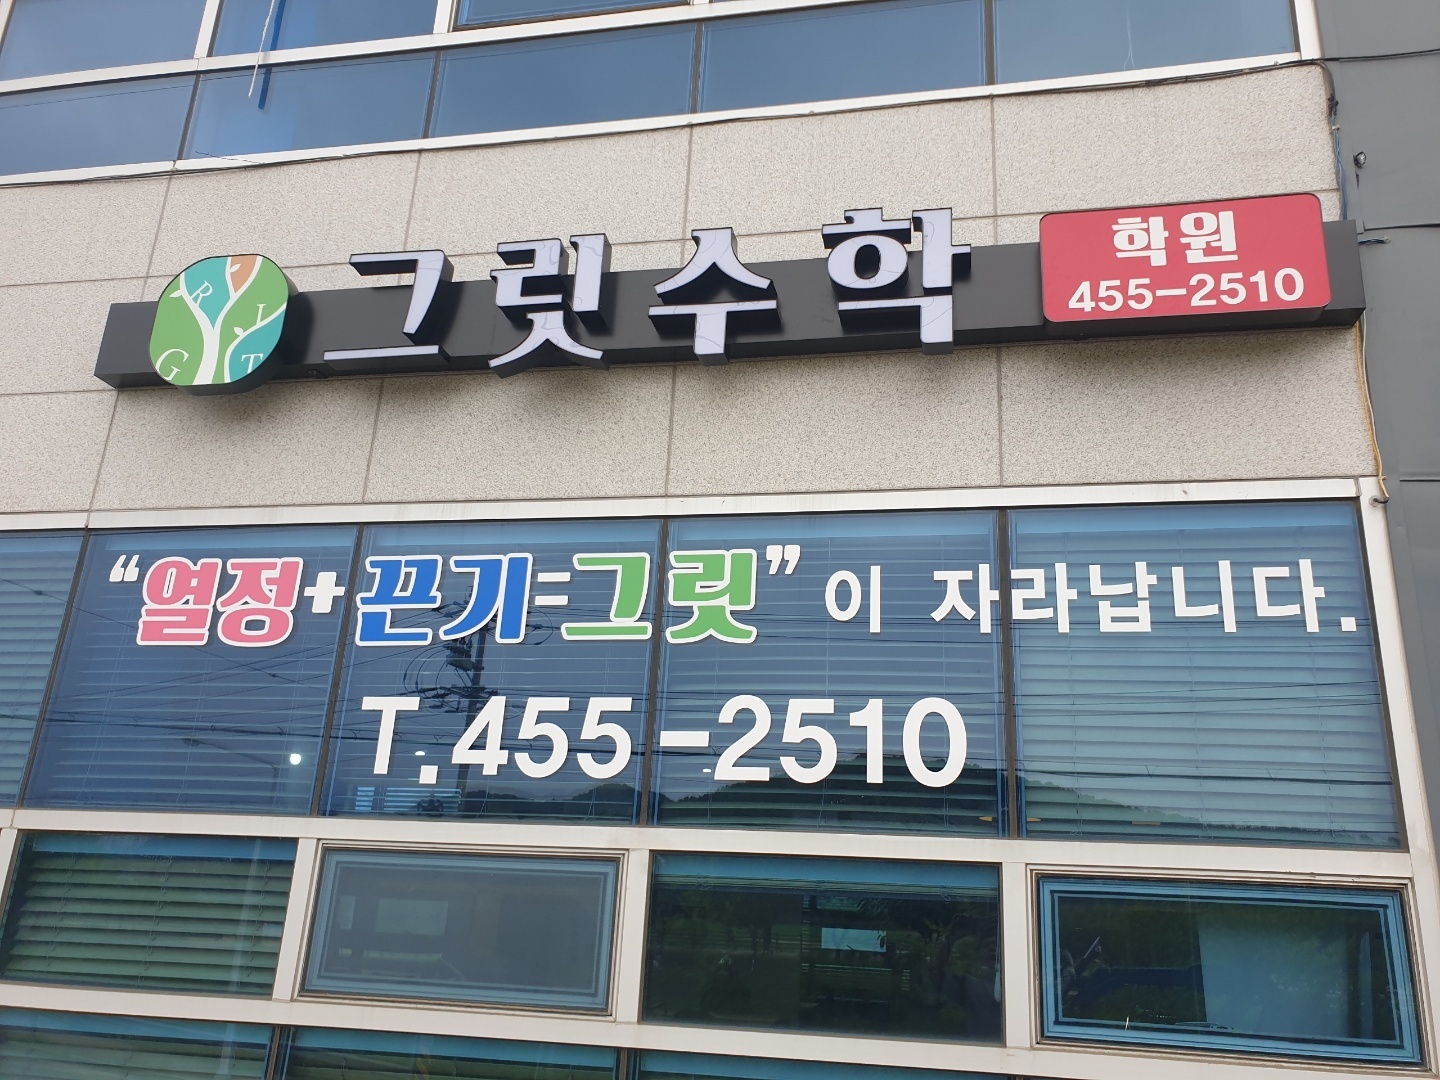 GRIT
그릿수학
학원
455-2510
“열정+끈기=그릿”이 자라납니다.
T.455-2510